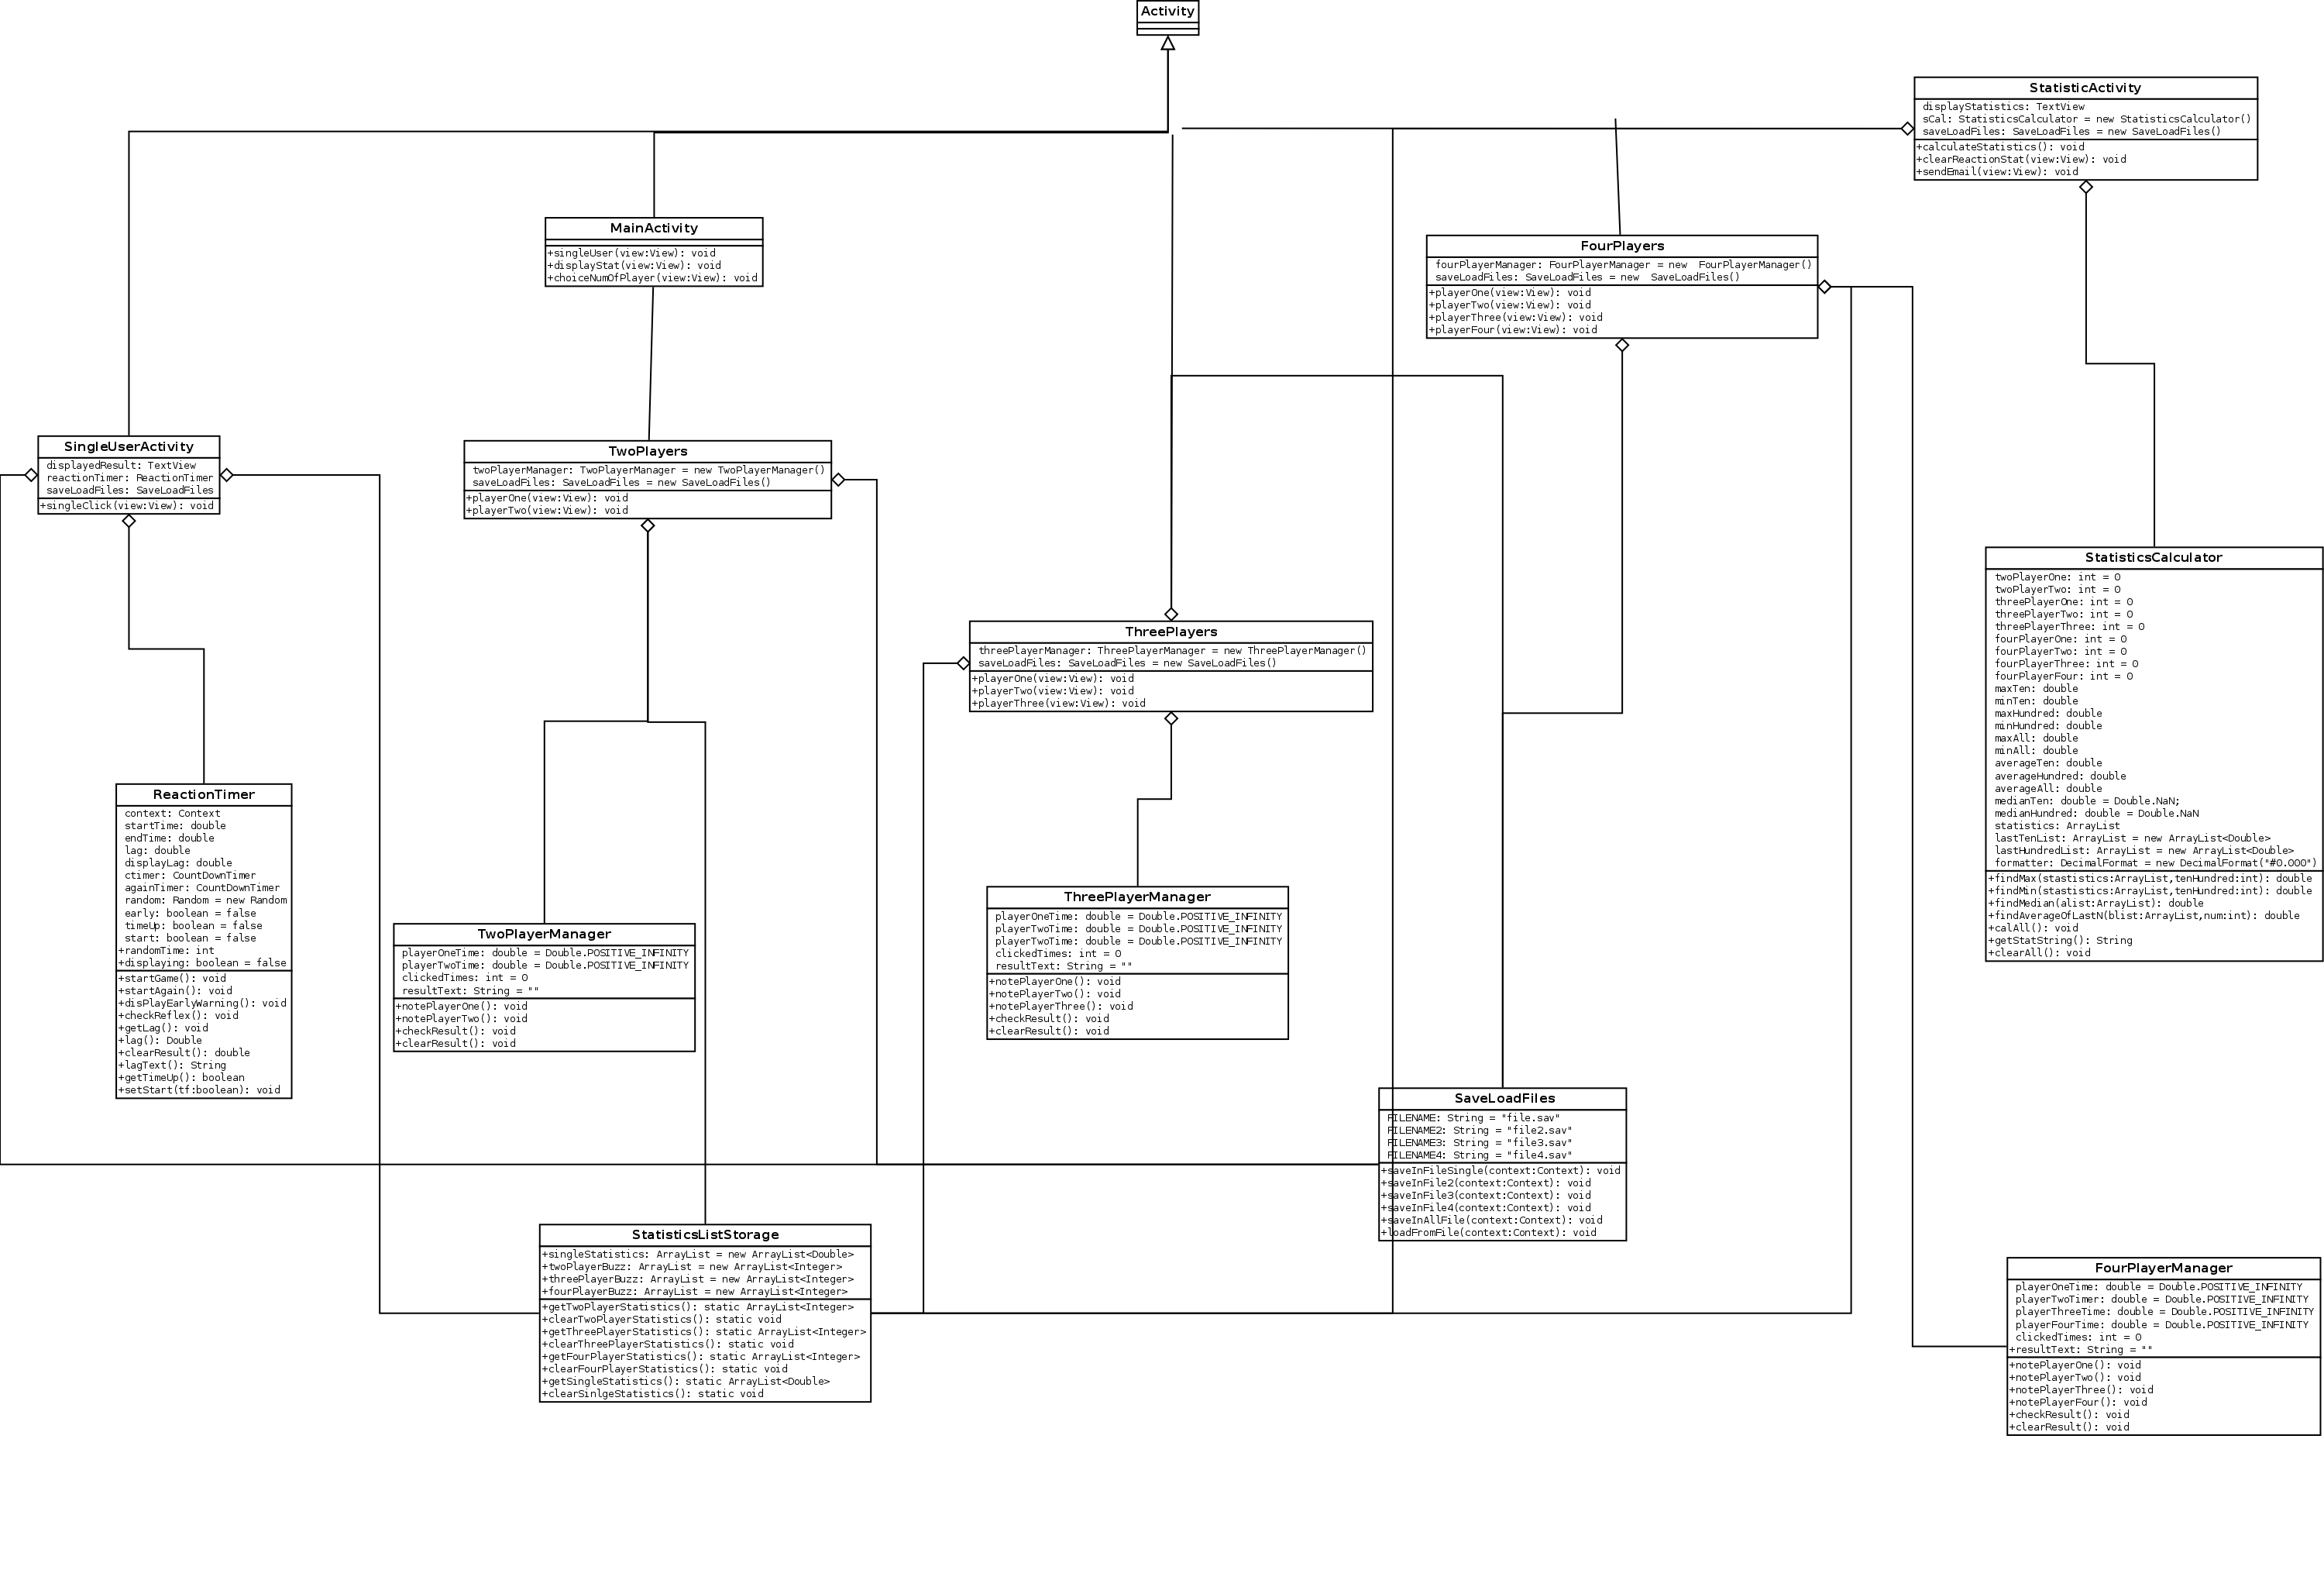 Activity
StatisticActivity
displayStatistics: TextView
sCal: StatisticsCalculator = new StatisticsCalculator()
saveLoadFiles: SaveLoadFiles = new SaveLoadFiles()
+calculateStatistics(): void
+clearReactionStat(view:View): void
+sendEmail(view:View): void
MainActivity
+singleUser(view:View): void
+displayStat(view:View): void
+choiceNumOfPlayer(view:View): void
FourPlayers
fourPlayerManager: FourPlayerManager = new  FourPlayerManager()
saveLoadFiles: SaveLoadFiles = new  SaveLoadFiles()
+playerOne(view:View): void
+playerTwo(view:View): void
+playerThree(view:View): void
+playerFour(view:View): void
SingleUserActivity
displayedResult: TextView
reactionTimer: ReactionTimer
saveLoadFiles: SaveLoadFiles
+singleClick(view:View): void
TwoPlayers
twoPlayerManager: TwoPlayerManager = new TwoPlayerManager()
saveLoadFiles: SaveLoadFiles = new SaveLoadFiles()
+playerOne(view:View): void
+playerTwo(view:View): void
StatisticsCalculator
twoPlayerOne: int = 0
twoPlayerTwo: int = 0
threePlayerOne: int = 0
threePlayerTwo: int = 0
threePlayerThree: int = 0
fourPlayerOne: int = 0
fourPlayerTwo: int = 0
fourPlayerThree: int = 0
fourPlayerFour: int = 0
maxTen: double
minTen: double
maxHundred: double
minHundred: double
maxAll: double
minAll: double
averageTen: double
averageHundred: double
averageAll: double
medianTen: double = Double.NaN;
medianHundred: double = Double.NaN
statistics: ArrayList
lastTenList: ArrayList = new ArrayList<Double>
lastHundredList: ArrayList = new ArrayList<Double>
formatter: DecimalFormat = new DecimalFormat("#0.000")
+findMax(stastistics:ArrayList,tenHundred:int): double
+findMin(stastistics:ArrayList,tenHundred:int): double
+findMedian(alist:ArrayList): double
+findAverageOfLastN(blist:ArrayList,num:int): double
+calAll(): void
+getStatString(): String
+clearAll(): void
ThreePlayers
threePlayerManager: ThreePlayerManager = new ThreePlayerManager()
saveLoadFiles: SaveLoadFiles = new SaveLoadFiles()
+playerOne(view:View): void
+playerTwo(view:View): void
+playerThree(view:View): void
ReactionTimer
context: Context
startTime: double
endTime: double
lag: double
displayLag: double
ctimer: CountDownTimer
againTimer: CountDownTimer
random: Random = new Random
early: boolean = false
timeUp: boolean = false
start: boolean = false
+randomTime: int
+displaying: boolean = false
+startGame(): void
+startAgain(): void
+disPlayEarlyWarning(): void
+checkReflex(): void
+getLag(): void
+lag(): Double
+clearResult(): double
+lagText(): String
+getTimeUp(): boolean
+setStart(tf:boolean): void
ThreePlayerManager
playerOneTime: double = Double.POSITIVE_INFINITY
playerTwoTime: double = Double.POSITIVE_INFINITY
playerTwoTime: double = Double.POSITIVE_INFINITY
clickedTimes: int = 0
resultText: String = ""
+notePlayerOne(): void
+notePlayerTwo(): void
+notePlayerThree(): void
+checkResult(): void
+clearResult(): void
TwoPlayerManager
playerOneTime: double = Double.POSITIVE_INFINITY
playerTwoTime: double = Double.POSITIVE_INFINITY
clickedTimes: int = 0
resultText: String = ""
+notePlayerOne(): void
+notePlayerTwo(): void
+checkResult(): void
+clearResult(): void
SaveLoadFiles
FILENAME: String = "file.sav"
FILENAME2: String = "file2.sav"
FILENAME3: String = "file3.sav"
FILENAME4: String = "file4.sav"
+saveInFileSingle(context:Context): void
+saveInFile2(context:Context): void
+saveInFile3(context:Context): void
+saveInFile4(context:Context): void
+saveInAllFile(context:Context): void
+loadFromFile(context:Context): void
StatisticsListStorage
+singleStatistics: ArrayList = new ArrayList<Double>
+twoPlayerBuzz: ArrayList = new ArrayList<Integer>
+threePlayerBuzz: ArrayList = new ArrayList<Integer>
+fourPlayerBuzz: ArrayList = new ArrayList<Integer>
+getTwoPlayerStatistics(): static ArrayList<Integer>
+clearTwoPlayerStatistics(): static void
+getThreePlayerStatistics(): static ArrayList<Integer>
+clearThreePlayerStatistics(): static void
+getFourPlayerStatistics(): static ArrayList<Integer>
+clearFourPlayerStatistics(): static void
+getSingleStatistics(): static ArrayList<Double>
+clearSinlgeStatistics(): static void
FourPlayerManager
playerOneTime: double = Double.POSITIVE_INFINITY
playerTwoTimer: double = Double.POSITIVE_INFINITY
playerThreeTime: double = Double.POSITIVE_INFINITY
playerFourTime: double = Double.POSITIVE_INFINITY
clickedTimes: int = 0
+resultText: String = ""
+notePlayerOne(): void
+notePlayerTwo(): void
+notePlayerThree(): void
+notePlayerFour(): void
+checkResult(): void
+clearResult(): void